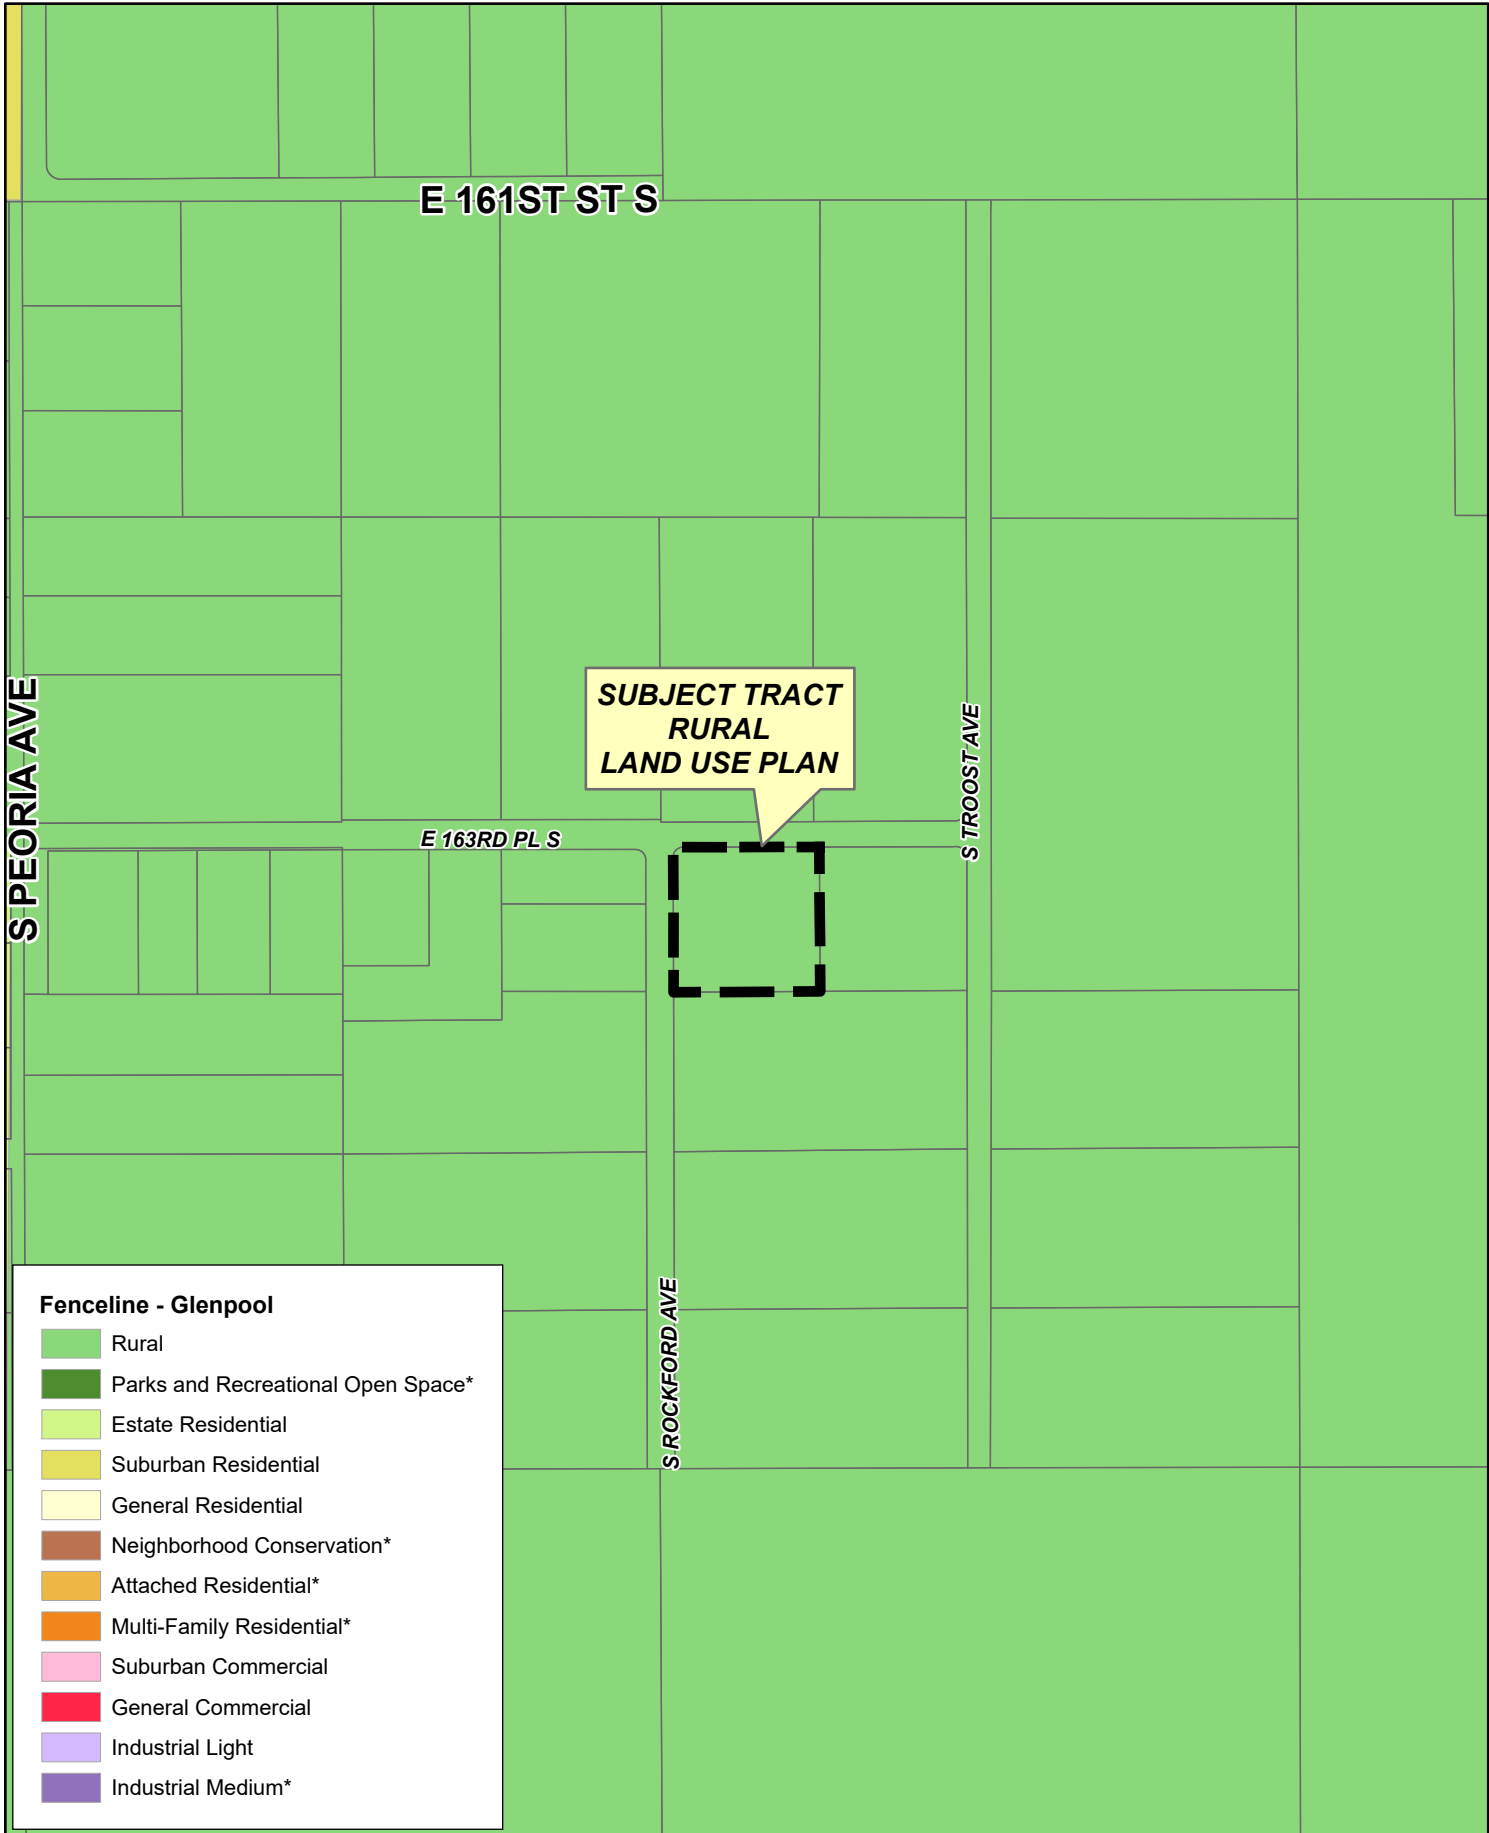 E 161ST ST S
SUBJECT TRACT
RURAL
LAND USE PLAN
S PEORIA AVE
S TROOST AVE
E 163RD PL S
S ROCKFORD AVE
Fenceline - Glenpool
Rural
Parks and Recreational Open Space*
Estate Residential
Suburban Residential
General Residential
Neighborhood Conservation*
Attached Residential*
Multi-Family Residential*
Suburban Commercial
General Commercial
Industrial Light
Industrial Medium*